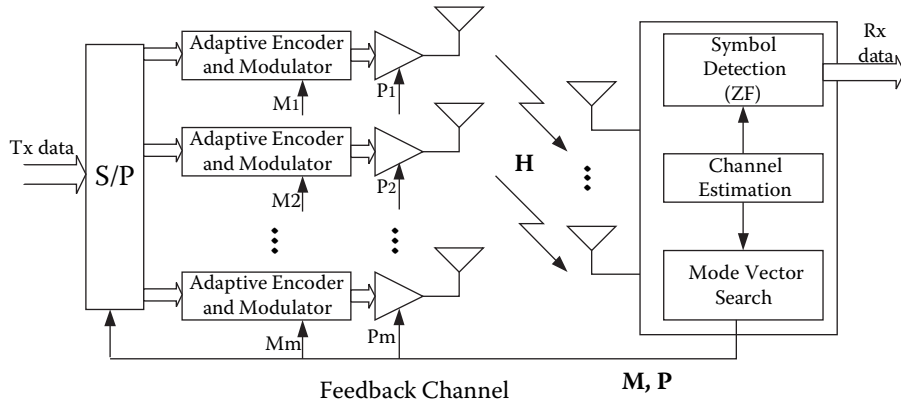 Tx data
S/P
Adaptive Encoder
and Modulator
M1
P1
Adaptive Encoder
and Modulator
M2
P2
Adaptive Encoder
and Modulator
Mm
Pm
H
Symbol
Detection
(ZF)
Rx
data
Channel
Estimation
Mode Vector
Search
M, P
Feedback Channel